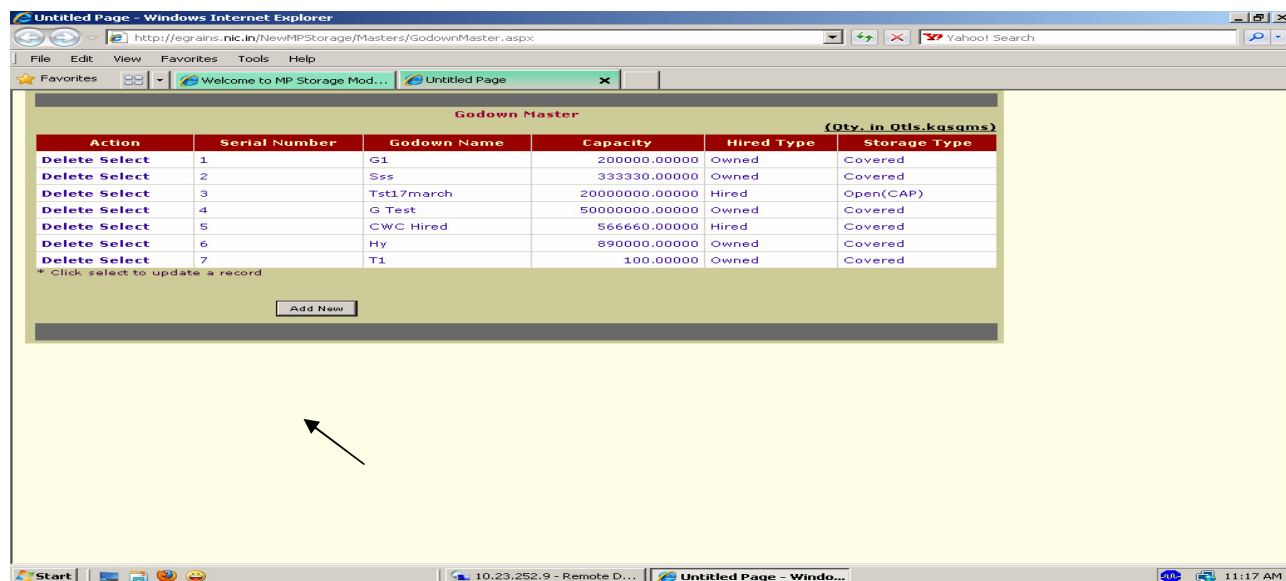 Untitled Page - Windows Internet Explorer
http://egrains.nic.in/NewMPStorage/Masters/GodownMaster.aspx
Yahoo! Search
File Edit View Favorites Tools Help
Favorites Welcome to MP Storage Mod... Untitled Page
Godown Master
(Qty. in Qtls.kgsgms)
Action Serial Number Godown Name Capacity Hired Type Storage Type
Delete Select 1 G1 200000.00000 Owned Covered
Delete Select 2 Sss 333330.00000 Owned Covered
Delete Select 3 Tst17march 20000000.00000 Hired Open(CAP)
Delete Select 4 G Test 50000000.00000 Owned Covered
Delete Select 5 CWC Hired 566660.00000 Hired Covered
Delete Select 6 Hy 890000.00000 Owned Covered
Delete Select 7 T1 100.00000 Owned Covered
* Click select to update a record
Add New
Start 10.23.252.9 - Remote D... Untitled Page - Windo... 11:17 AM